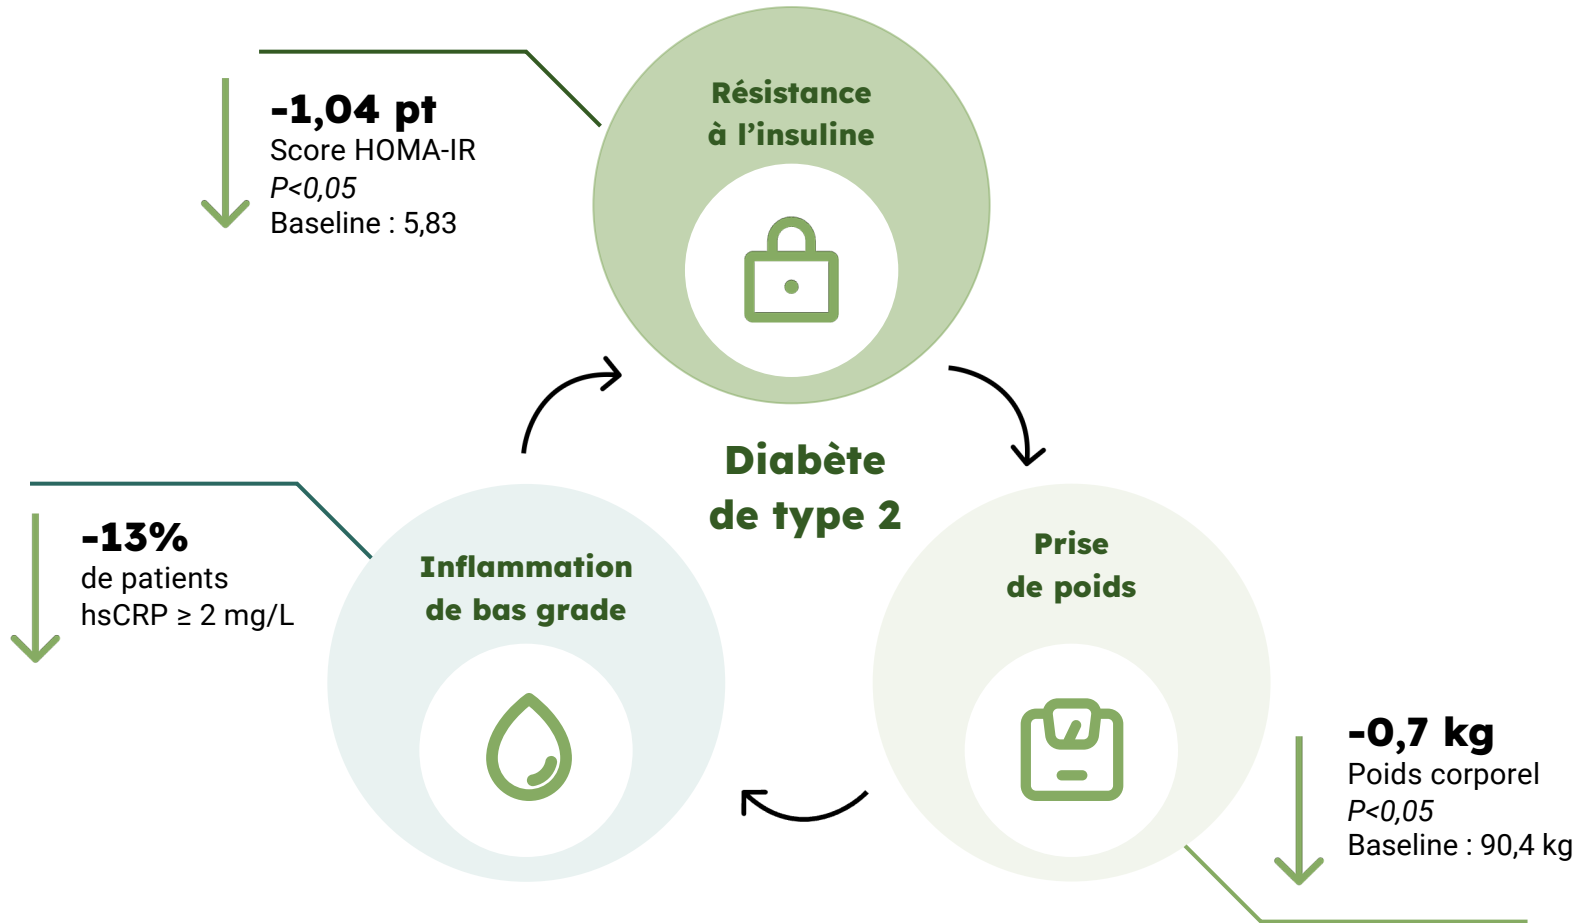 Résistance
à l’insuline
-1,04 pt
Score HOMA-IR
P<0,05
Baseline : 5,83
Diabète
de type 2
-13%
de patients
hsCRP ≥ 2 mg/L
Inflammation
de bas grade
Prise
de poids
-0,7 kg
Poids corporel
P<0,05
Baseline : 90,4 kg